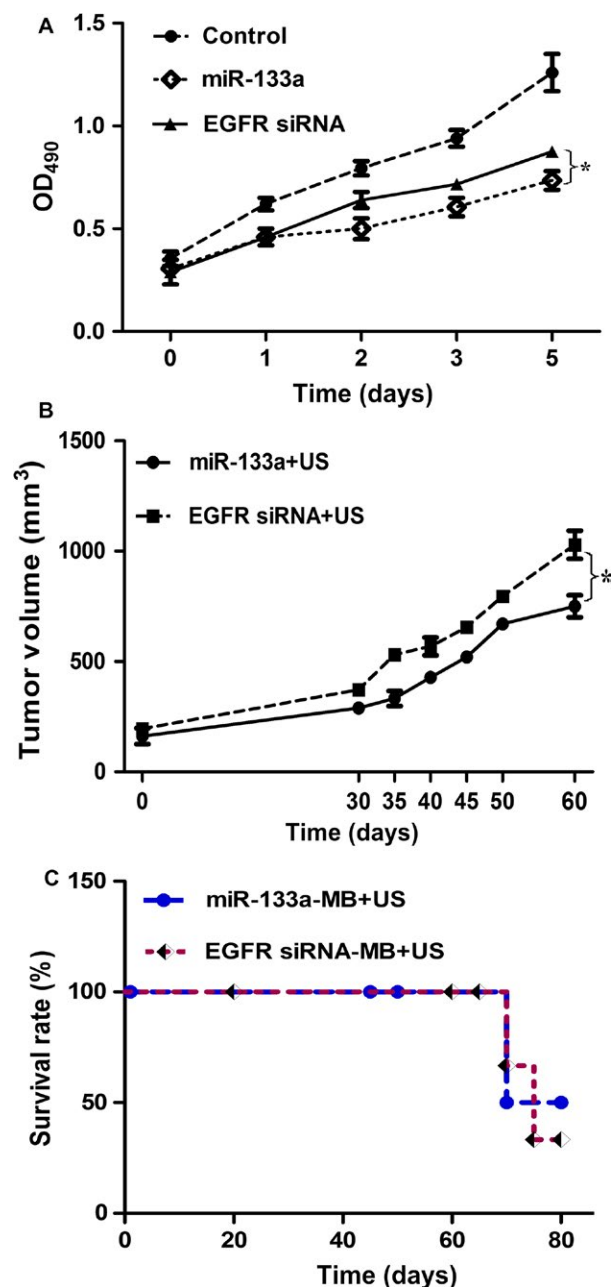 A
Control
miR-133a
EGFR siRNA
1.5
1.0
0.5
0.0
OD490
*
0 1 2 3 5
Time (days)
B
miR-133a+US
EGFR siRNA+US
1500
1000
500
0
Tumor volume (mm³)
*
0 30 35 40 45 50 60
Time (days)
C
miR-133a-MB+US
EGFR siRNA-MB+US
150
100
50
0
Survival rate (%)
0 20 40 60 80
Time (days)